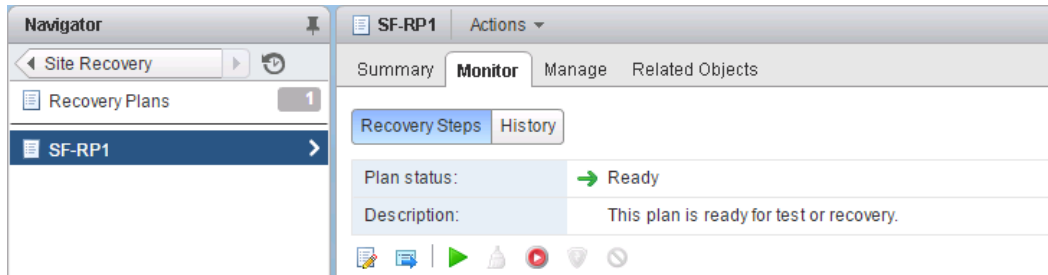 Navigator
Site Recovery
Recovery Plans 1
SF-RP1
SF-RP1 Actions
Summary Monitor Manage Related Objects
Recovery Steps History
Plan status: Ready
Description: This plan is ready for test or recovery.